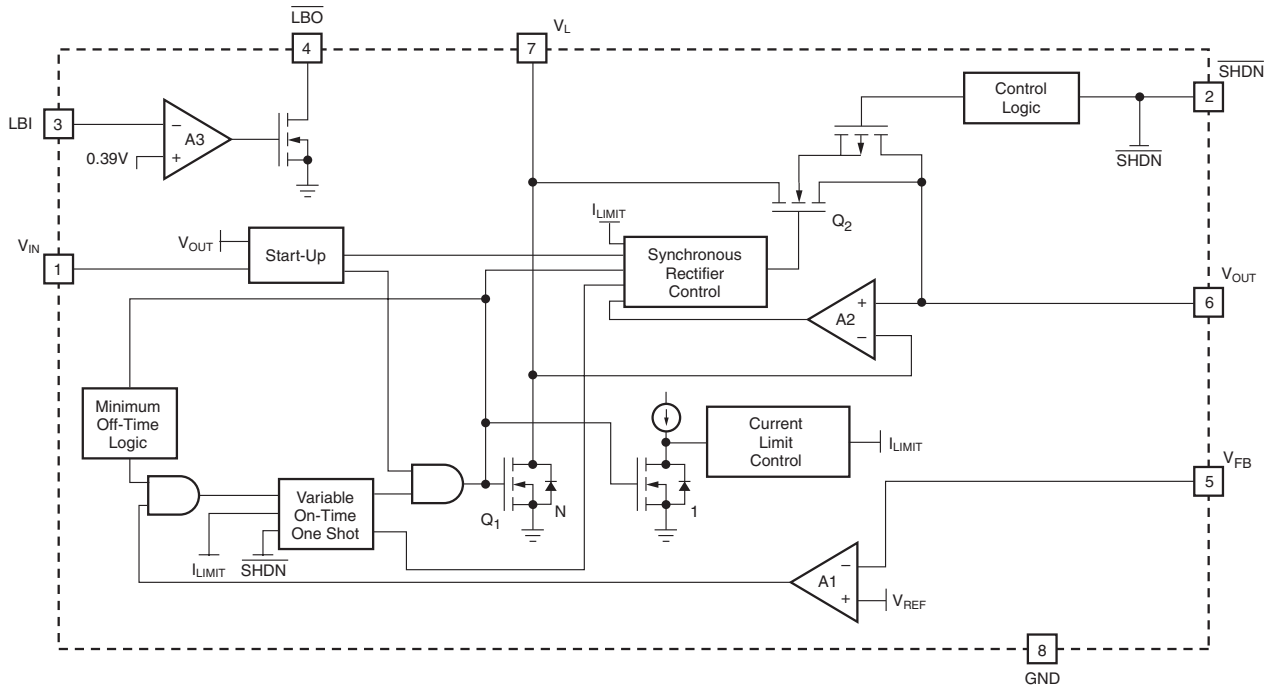 LBO
4
V_L
7
SHDN
2
Control
Logic
SHDN
LBI
3
−
A3
+
0.39V
Q_2
I_LIMIT
V_IN
1
V_OUT
Start-Up
Synchronous
Rectifier
Control
V_OUT
6
+
A2
−
Minimum
Off-Time
Logic
Current
Limit
Control
I_LIMIT
V_FB
5
Variable
On-Time
One Shot
Q_1
N
1
I_LIMIT
SHDN
−
A1
+
V_REF
8
GND